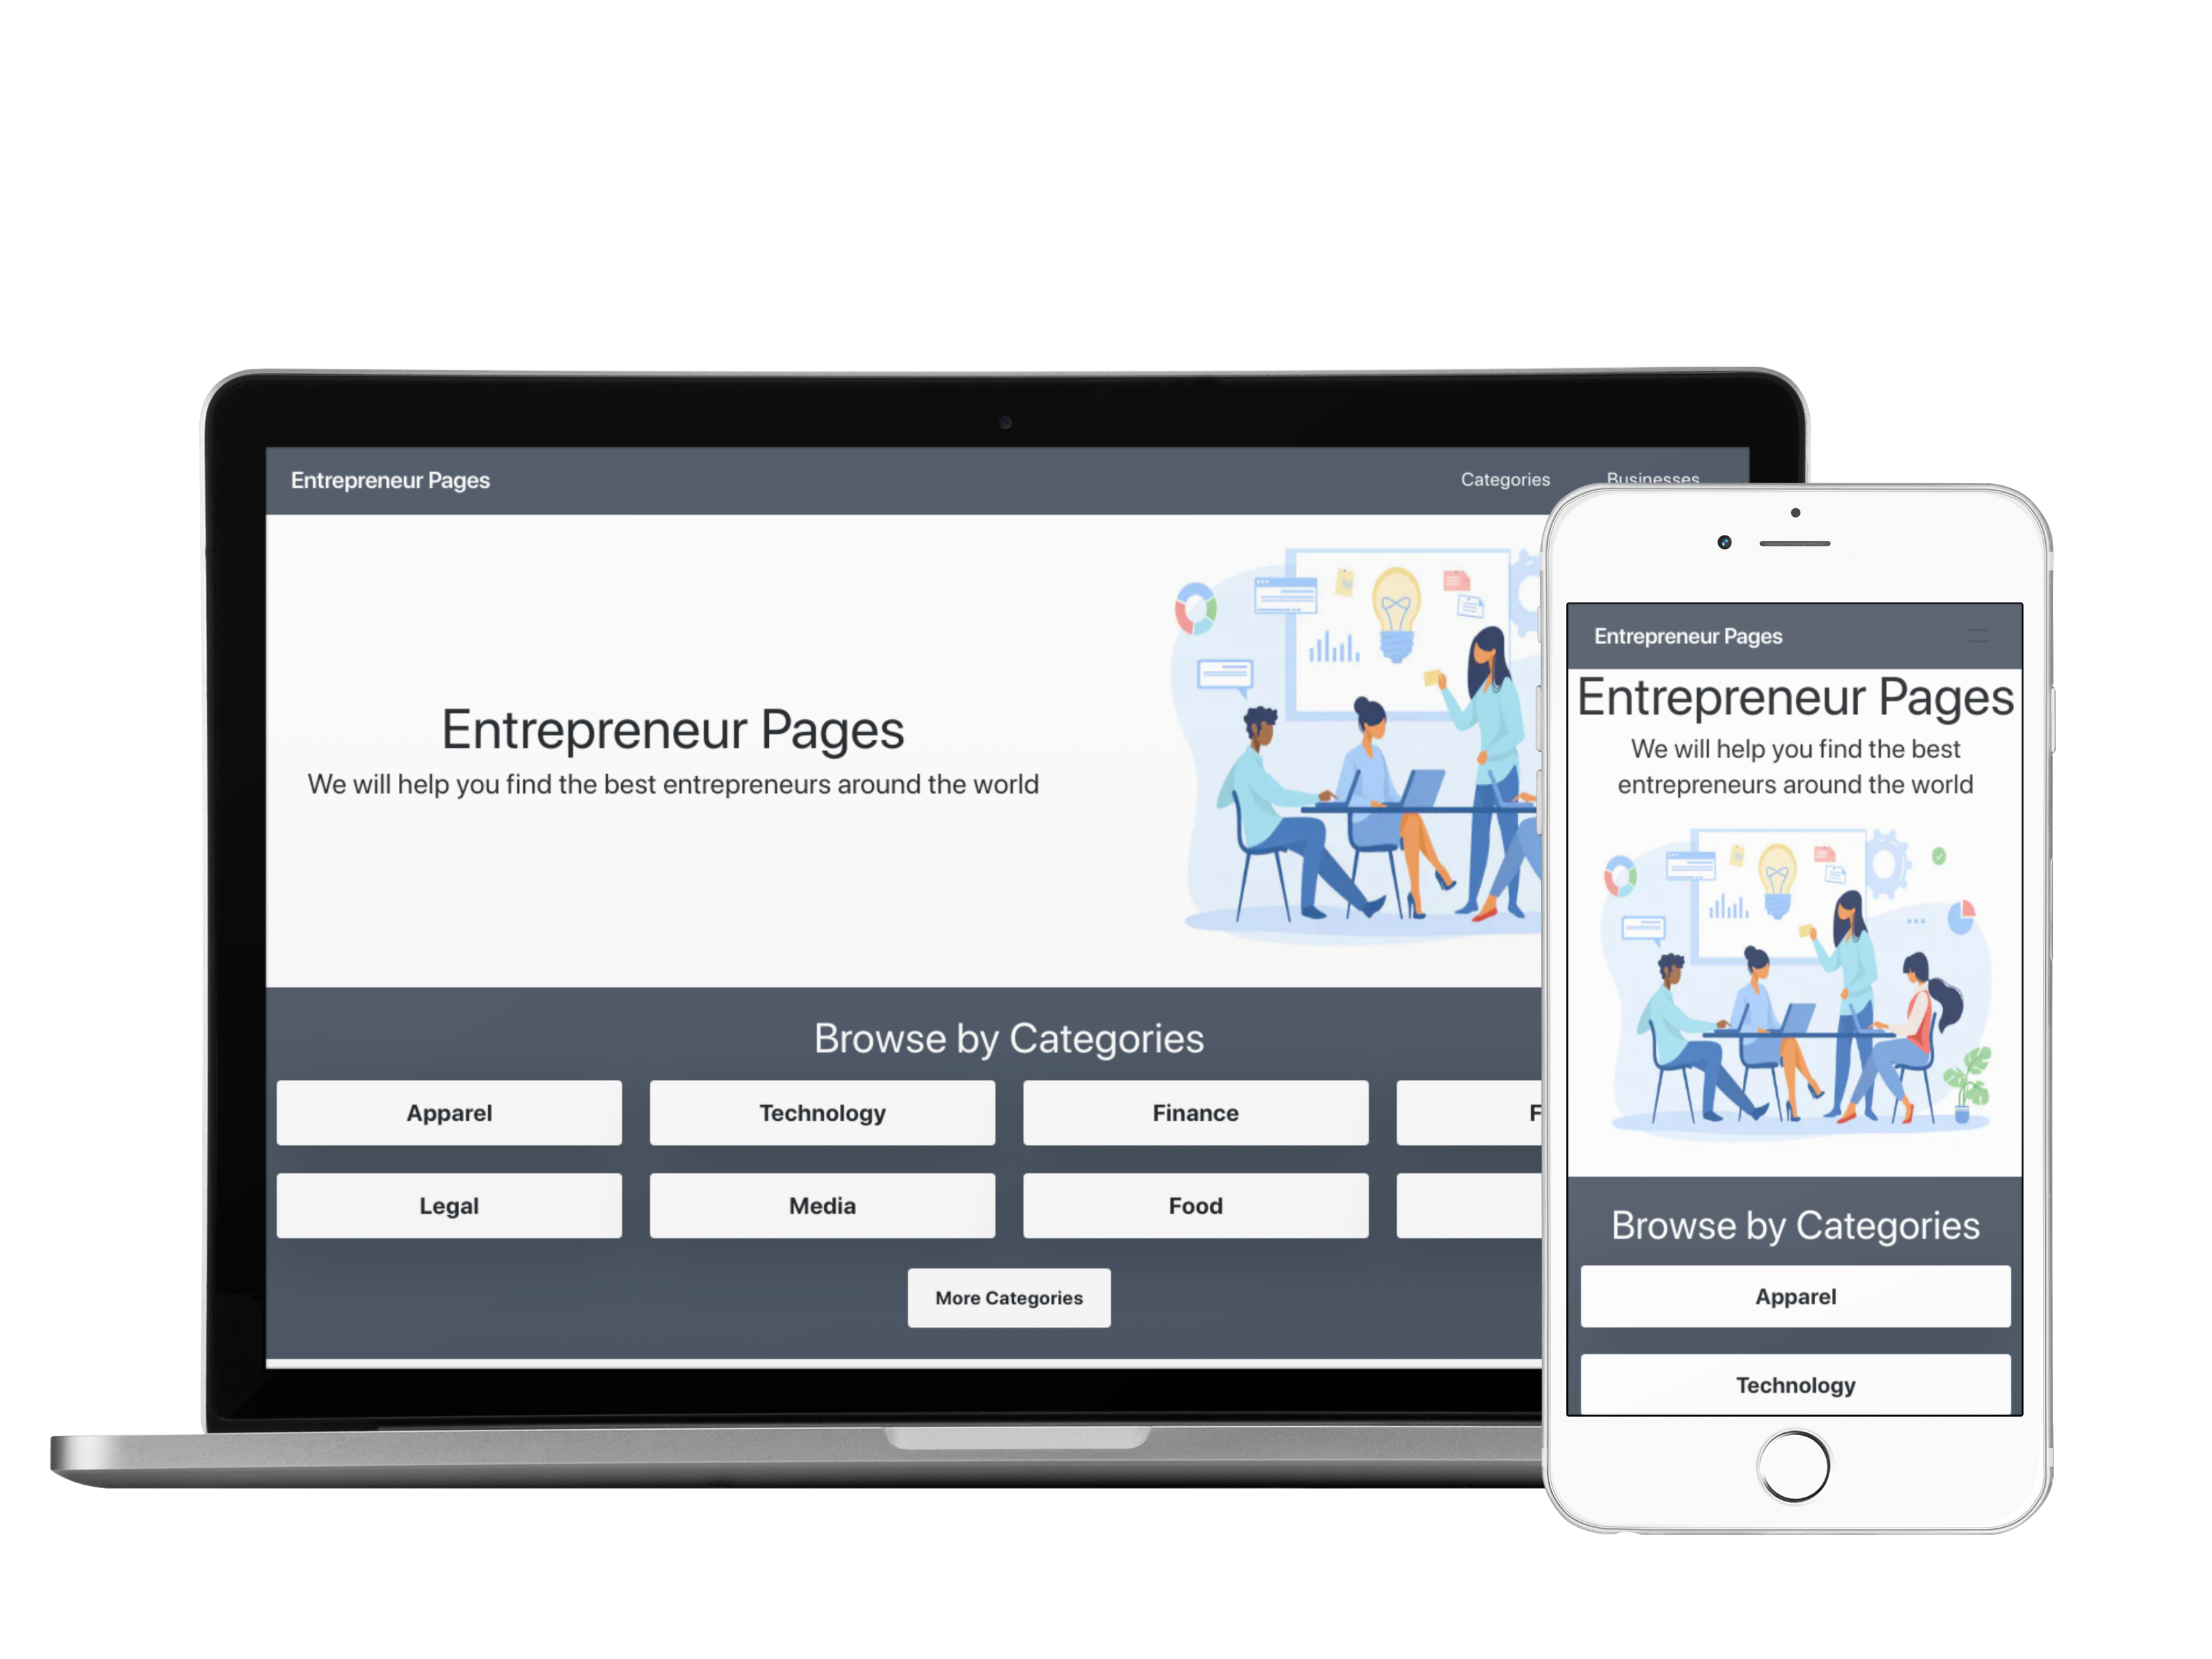 Entrepreneur Pages
Categories Businesses
Entrepreneur Pages
We will help you find the best entrepreneurs around the world
Browse by Categories
Apparel Technology Finance
Legal Media Food
More Categories
Entrepreneur Pages
Entrepreneur Pages
We will help you find the best
entrepreneurs around the world
Browse by Categories
Apparel
Technology